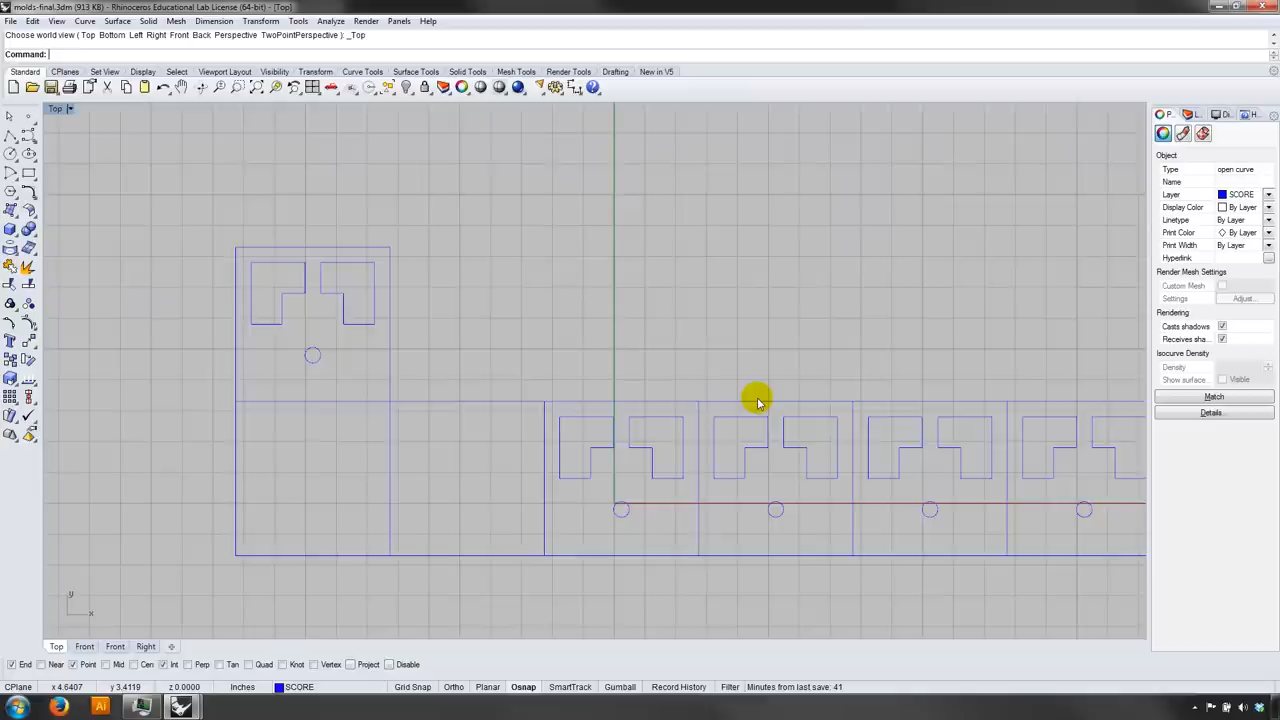 molds-final.3dm (913 KB) - Rhinoceros Educational Lab License (64-bit) - [Top]
File Edit View Curve Surface Solid Mesh Dimension Transform Tools Analyze Render Panels Help
Choose world view ( Top Bottom Left Right Front Back Perspective TwoPointPerspective ): _Top
Command:
Standard CPlanes Set View Display Select Viewport Layout Visibility Transform Curve Tools Surface Tools Solid Tools Mesh Tools Render Tools Drafting New in V5
Top
P... L... Di... H...
Object
Type open curve
Name
Layer SCORE
Display Color By Layer
Linetype By Layer
Print Color By Layer
Print Width By Layer
Hyperlink ...
Render Mesh Settings
Custom Mesh
Settings Adjust...
Rendering
Casts shadows
Receives sha...
Isocurve Density
Density
Show surface Visible
Match
Details...
y
x
Top Front Front Right
End Near Point Mid Cen Int Perp Tan Quad Knot Vertex Project Disable
CPlane x 4.6407 y 3.4119 z 0.0000 Inches SCORE Grid Snap Ortho Planar Osnap SmartTrack Gumball Record History Filter Minutes from last save: 41
Ai